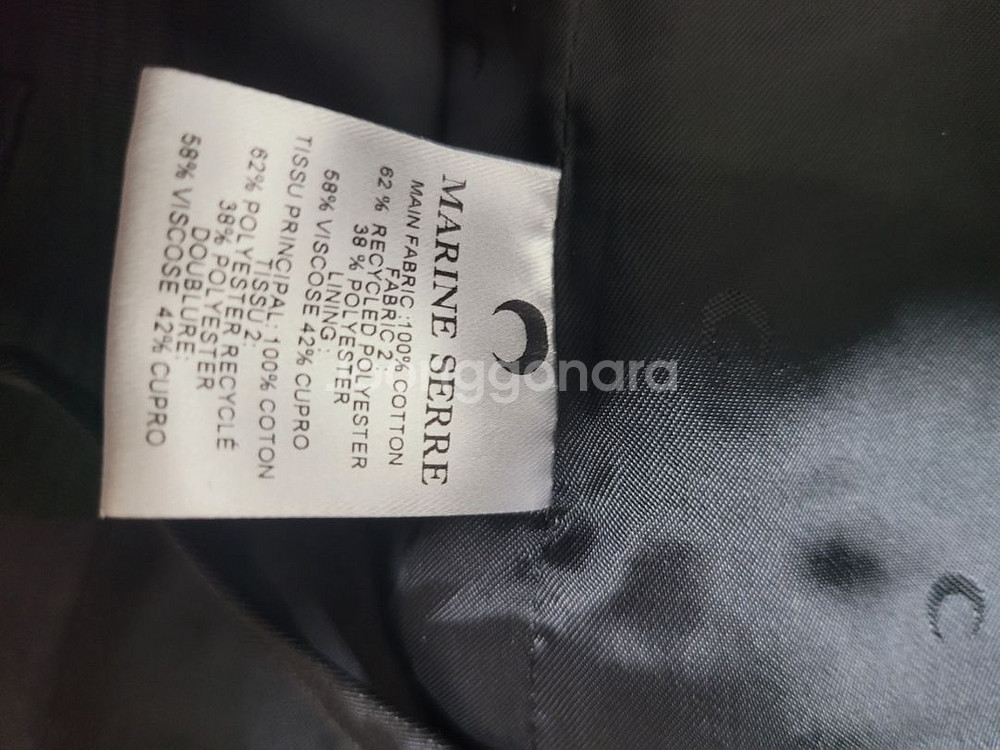 MARINE SERRE
MAIN FABRIC :100% COTTON
FABRIC 2:
62 % RECYCLED POLYESTER
38 % POLYESTER
LINING:
58% VISCOSE 42% CUPRO
TISSU PRINCIPAL: 100% COTON
TISSU 2:
62% POLYESTER RECYCLÉ
38% POLYESTER
DOUBLURE:
58% VISCOSE 42% CUPRO
joonggonara